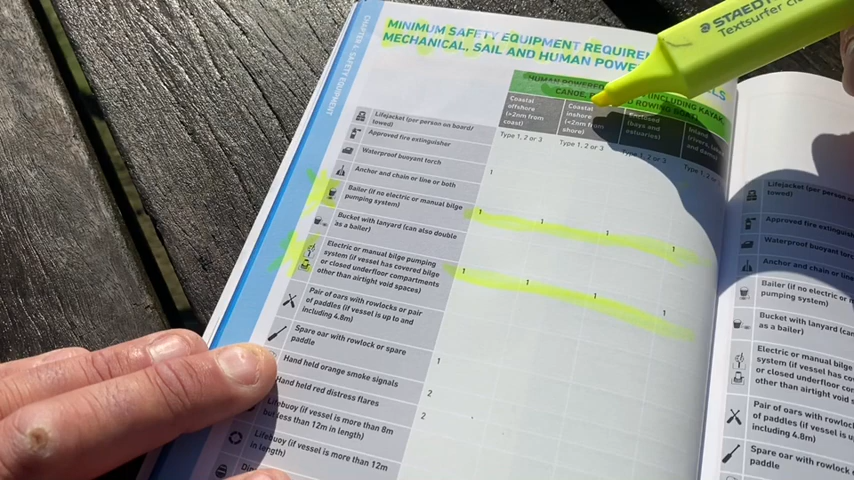 STAEDT
Textsurfer cla
CHAPTER 4 SAFETY EQUIPMENT
MINIMUM SAFETY EQUIPMENT REQUIREM
MECHANICAL, SAIL AND HUMAN POWE
LS
HUMAN POWERED (INCLUDING KAYAK
CANOE, AND ROWING BOAT)
Coastal
offshore
(>2nm from
coast)
Coastal
inshore
(<2nm from
shore)
Enclosed
(bays and
estuaries)
Inland
Type 1, 2 or 3
Type 1, 2 or 3
Type 1, 2 or 3
Type 1, 2 or
Lifejacket (per person on board/
towed)
Approved fire extinguisher
Waterproof buoyant torch
1
Anchor and chain or line or both
Bailer (if no electric or manual bilge
pumping system)
1 1 1 1
Bucket with lanyard (can also double
as a bailer)
Electric or manual bilge pumping
system (if vessel has covered bilge
or closed underfloor compartments
other than airtight void spaces)
1 1 1 1
Pair of oars with rowlocks or pair
of paddles (if vessel is up to and
including 4.8m)
Spare oar with rowlock or spare
paddle
1
Hand held orange smoke signals
2
Hand held red distress flares
2
Lifebuoy (if vessel is more than 8m
but less than 12m in length)
Lifebuoy (if vessel is more than 12m
in length)
Lifejacket (per person
towed)
Approved fire extinguis
Waterproof buoyant torc
Anchor and chain or line
Bailer (if no electric o
pumping system)
Bucket with lanyard (can
as a bailer)
Electric or manual bilge
system (if vessel has co
or closed underfloor co
other than airtight void s
Pair of oars with rowloc
of paddles (if vessel is u
including 4.8m)
Spare oar with rowlock o
paddle